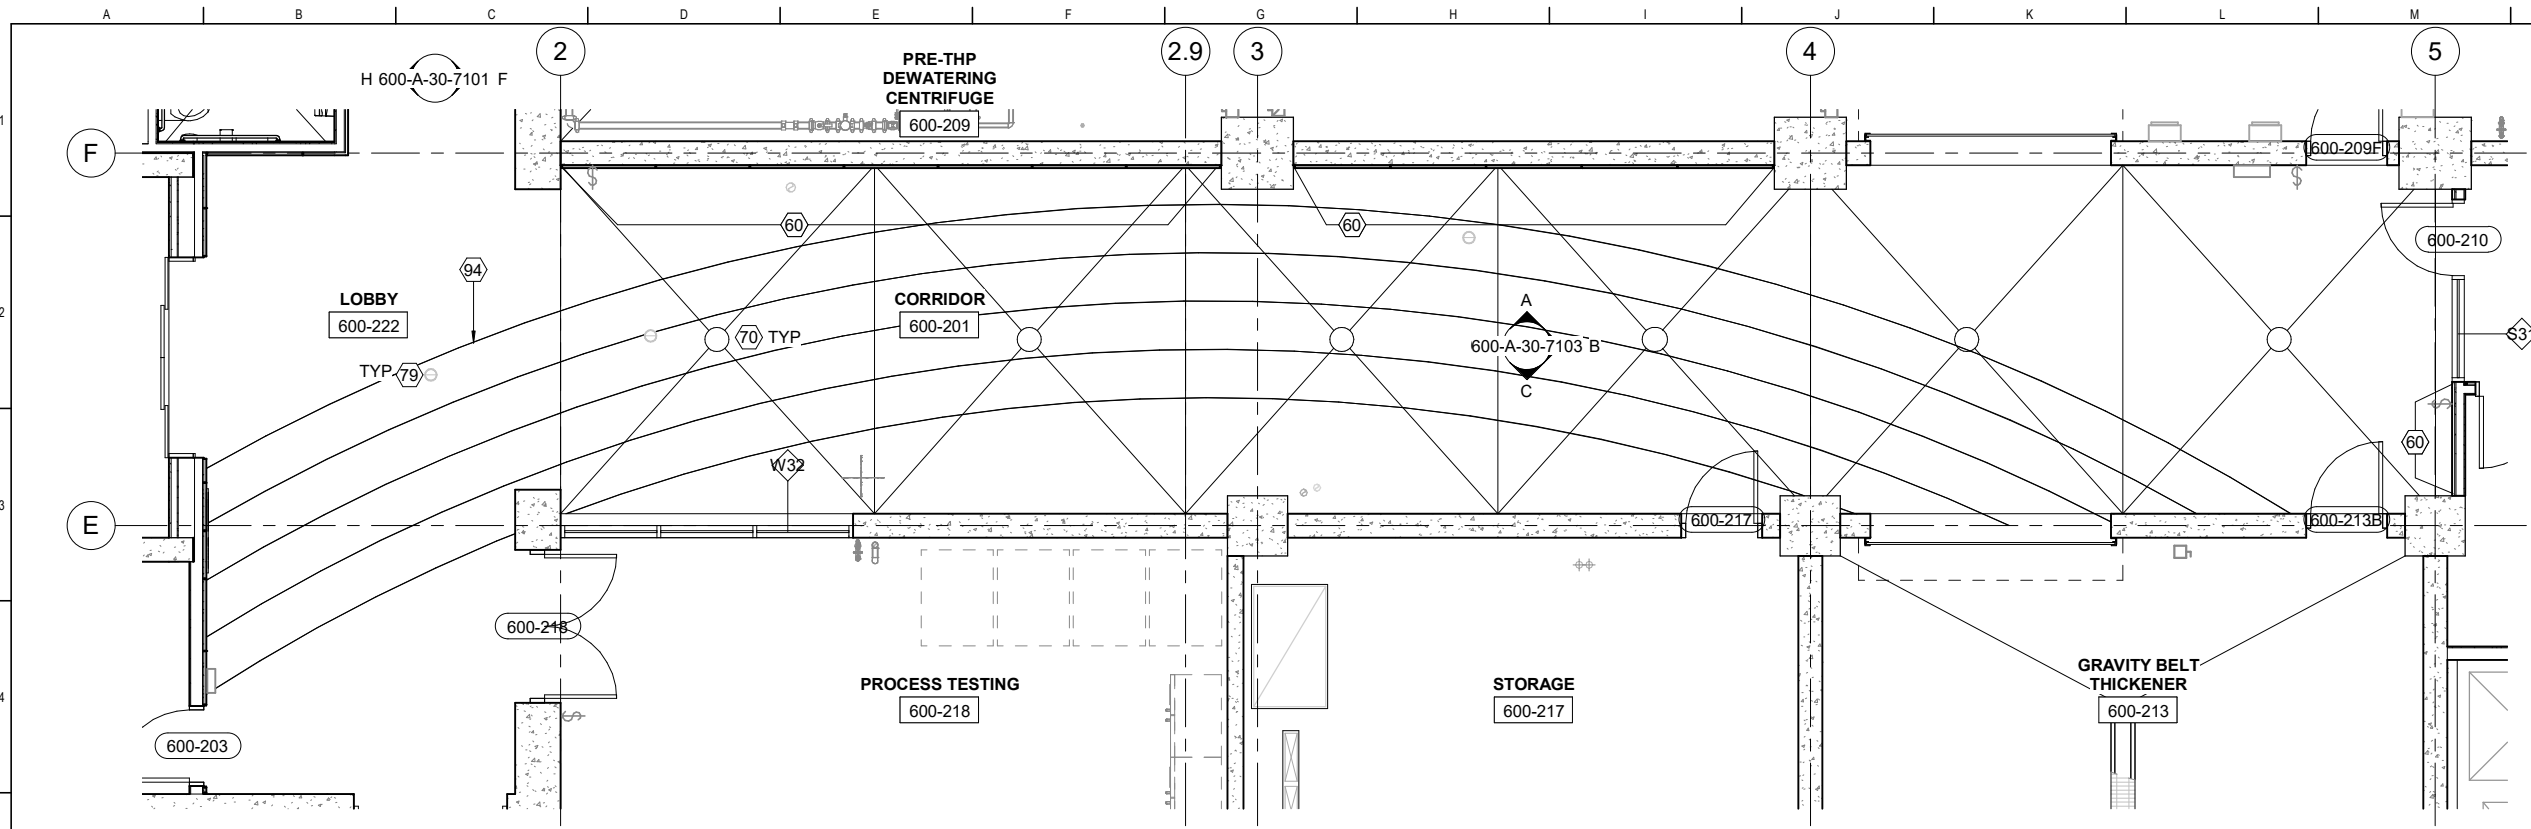 A B C D E F G H I J K L M
2 2.9 3 4 5
H 600-A-30-7101 F
PRE-THP
DEWATERING
CENTRIFUGE
600-209
1
F
600-209F
60 60
600-210
94
LOBBY
600-222
CORRIDOR
600-201
2
A
600-A-30-7103 B
C
70 TYP
TYP 79
S31
60
W32
3
E
600-217
600-213B
600-218
PROCESS TESTING
600-218
STORAGE
600-217
GRAVITY BELT
THICKENER
600-213
4
600-203